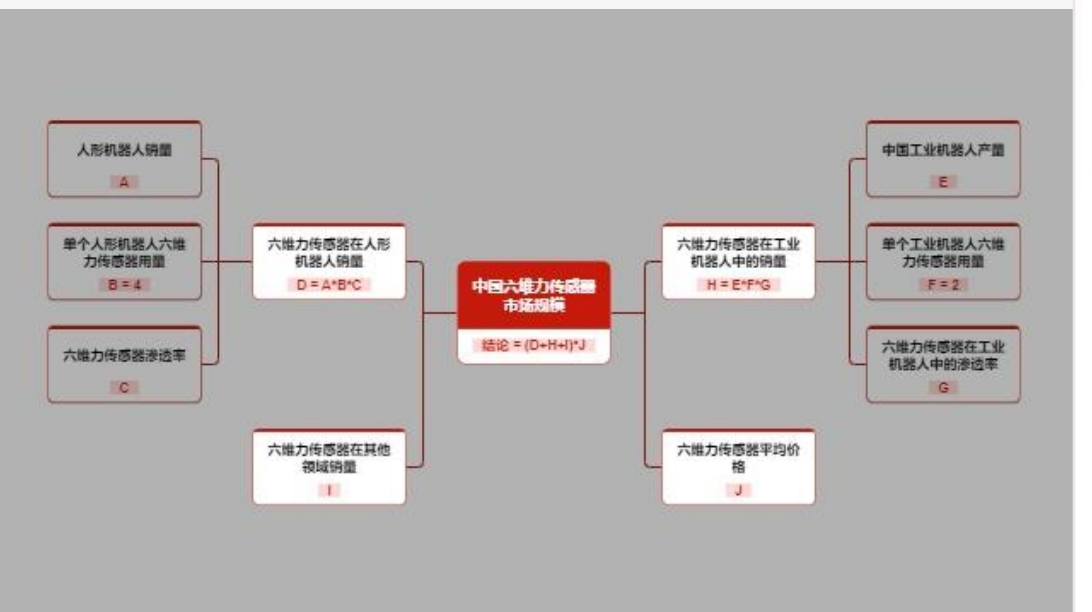 人形机器人销量
A
单个人形机器人六维
力传感器用量
B = 4
六维力传感器渗透率
C
六维力传感器在人形
机器人销量
D = A*B*C
六维力传感器在其他
领域销量
I
中国六维力传感器
市场规模
结论 = (D+H+I)*J
六维力传感器在工业
机器人中的销量
H = E*F*G
六维力传感器平均价
格
J
中国工业机器人产量
E
单个工业机器人六维
力传感器用量
F = 2
六维力传感器在工业
机器人中的渗透率
G